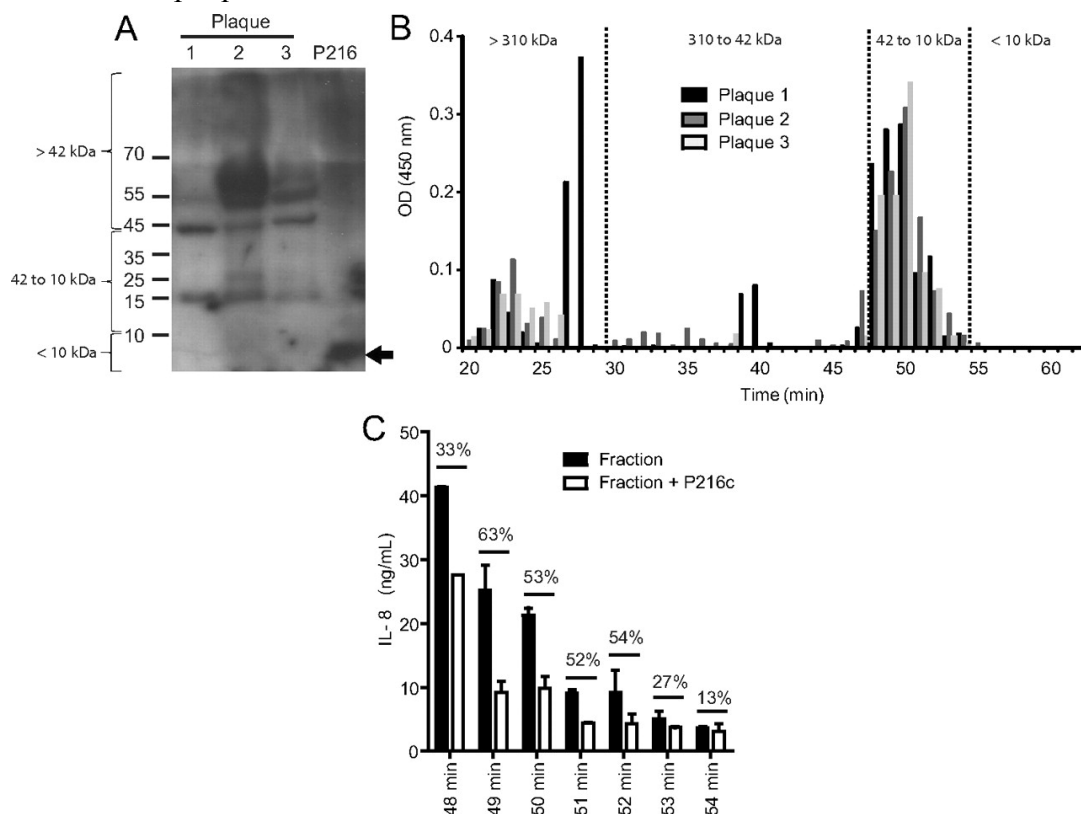 A
Plaque
1 2 3 P216
> 42 kDa
42 to 10 kDa
< 10 kDa
70
55
45
35
25
15
10
B
> 310 kDa
310 to 42 kDa
42 to 10 kDa
< 10 kDa
Plaque 1
Plaque 2
Plaque 3
OD (450 nm)
0.4
0.3
0.2
0.1
0
20 25 30 35 40 45 50 55 60
Time (min)
C
Fraction
Fraction + P216c
IL- 8 (ng/mL)
50
40
30
20
10
0
33%
63%
53%
52%
54%
27%
13%
48 min
49 min
50 min
51 min
52 min
53 min
54 min